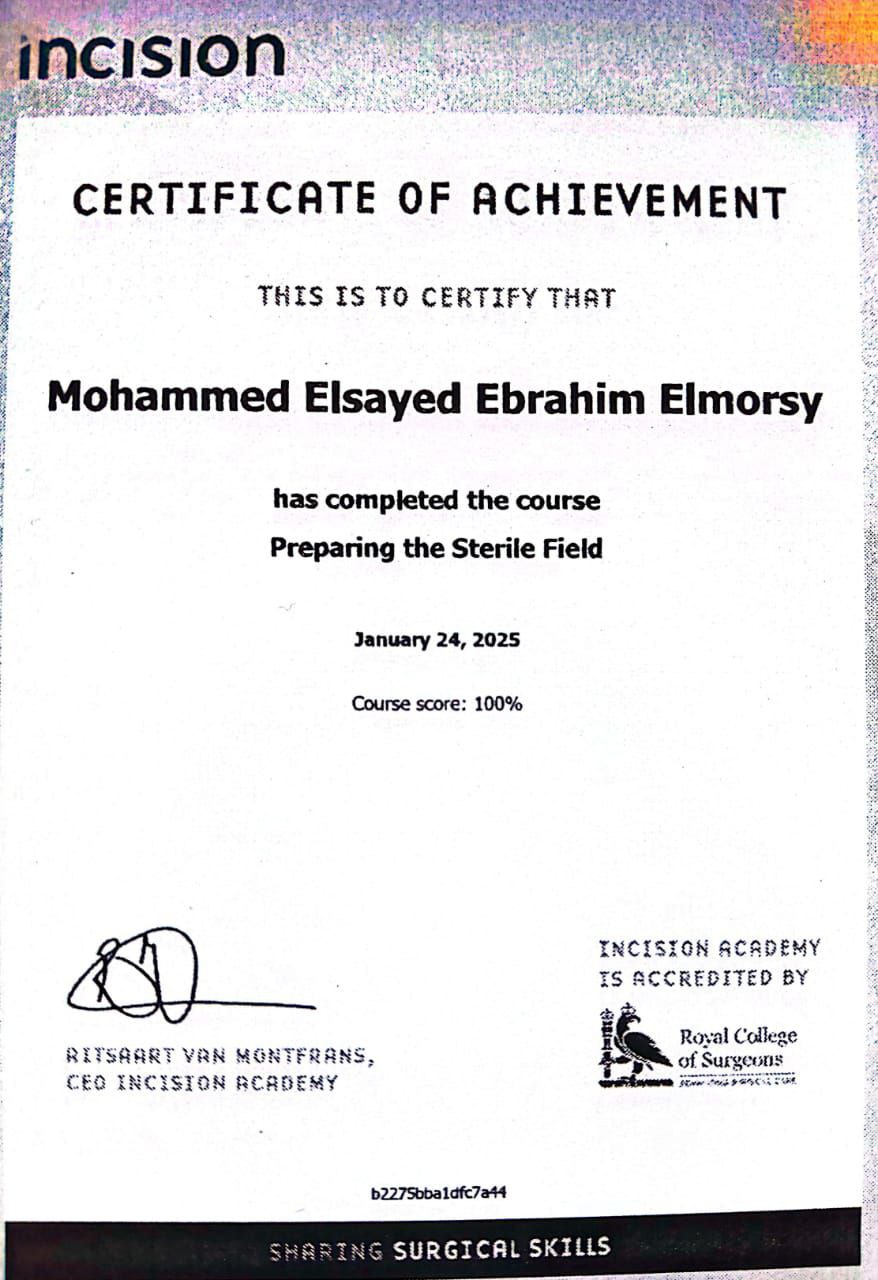 incision
CERTIFICATE OF ACHIEVEMENT
THIS IS TO CERTIFY THAT
Mohammed Elsayed Ebrahim Elmorsy
has completed the course
Preparing the Sterile Field
January 24, 2025
Course score: 100%
RITSAART VAN MONTFRANS,
CEO INCISION ACADEMY
INCISION ACADEMY
IS ACCREDITED BY
Royal College
of Surgeons
b2275bba1dfc7a44
SHARING SURGICAL SKILLS